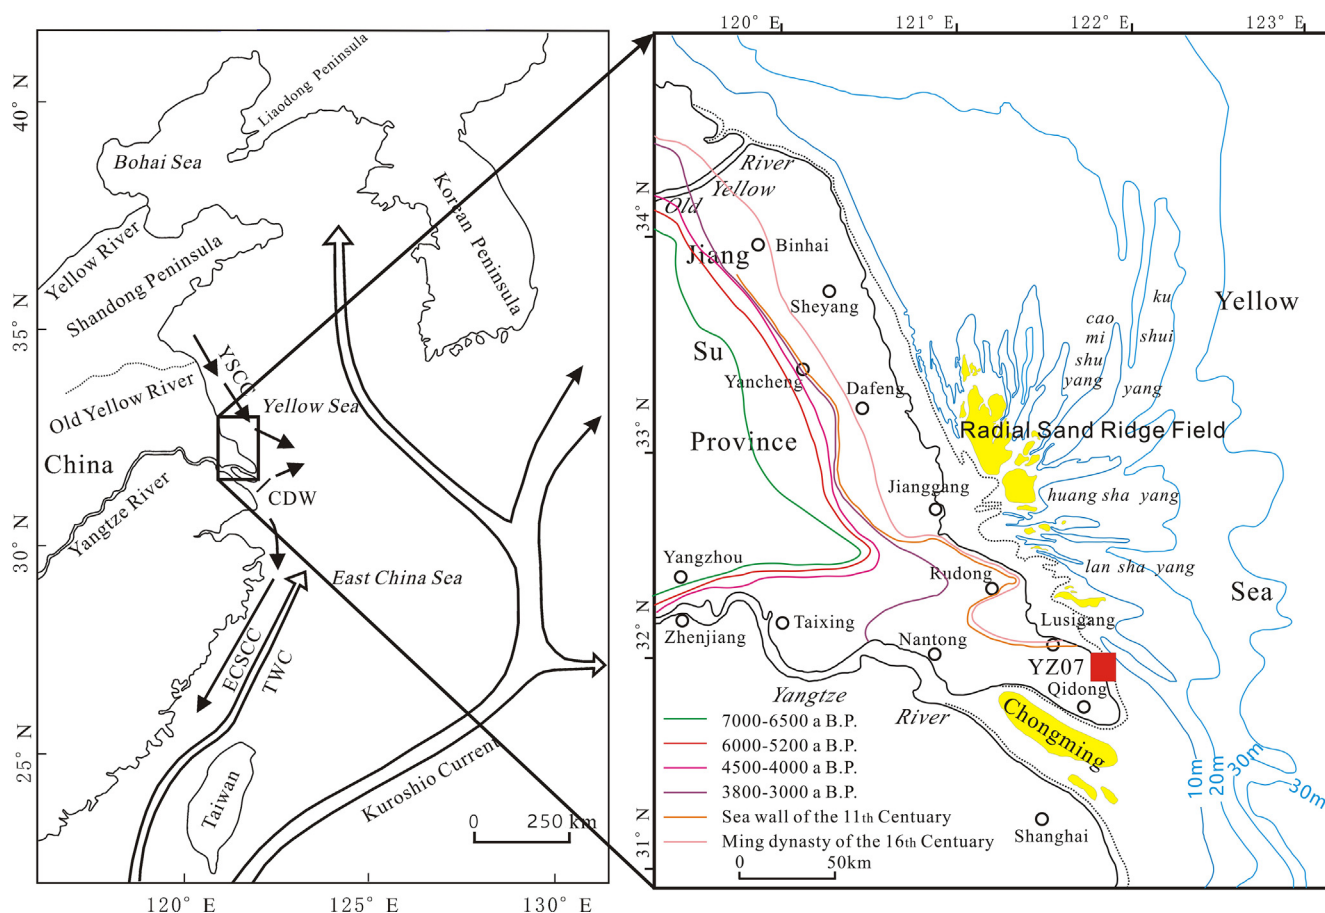 40° N
35° N
30° N
25° N
120° E
125° E
130° E
Liaodong Peninsula
Bohai Sea
Korean Peninsula
Yellow River
Shandong Peninsula
YSCC
Old Yellow River
Yellow Sea
China
CDW
Yangtze River
East China Sea
ECSCC
TWC
Taiwan
Kuroshio Current
0 250 km
120° E
121° E
122° E
123° E
34° N
33° N
32° N
31° N
River
Yellow
Old
Jiang
Binhai
Sheyang
Su
Yancheng
Dafeng
Province
Jianggang
Yangzhou
Rudong
Zhenjiang
Taixing
Nantong
Lusigang
YZ07
Qidong
Yangtze
River
Chongming
Shanghai
ku
shui
yang
cao
mi
shu
yang
Radial Sand Ridge Field
huang sha yang
lan sha yang
Yellow
Sea
10m
20m
30m
30m
7000-6500 a B.P.
6000-5200 a B.P.
4500-4000 a B.P.
3800-3000 a B.P.
Sea wall of the 11th Centuary
Ming dynasty of the 16th Centuary
0 50km